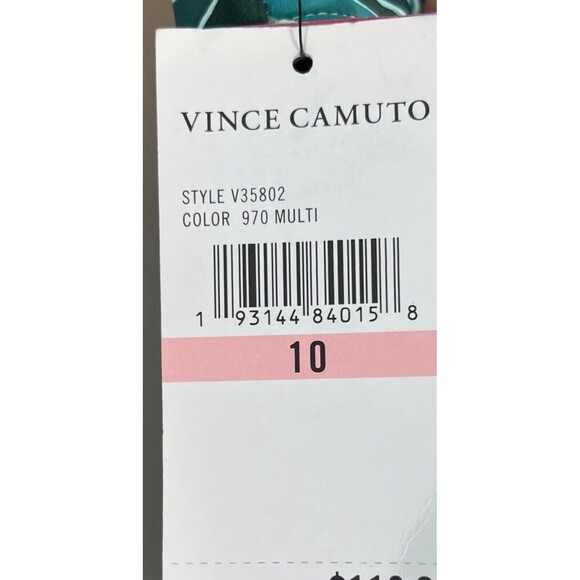 VINCE CAMUTO
STYLE V35802
COLOR 970 MULTI
1 93144 84015 8
10